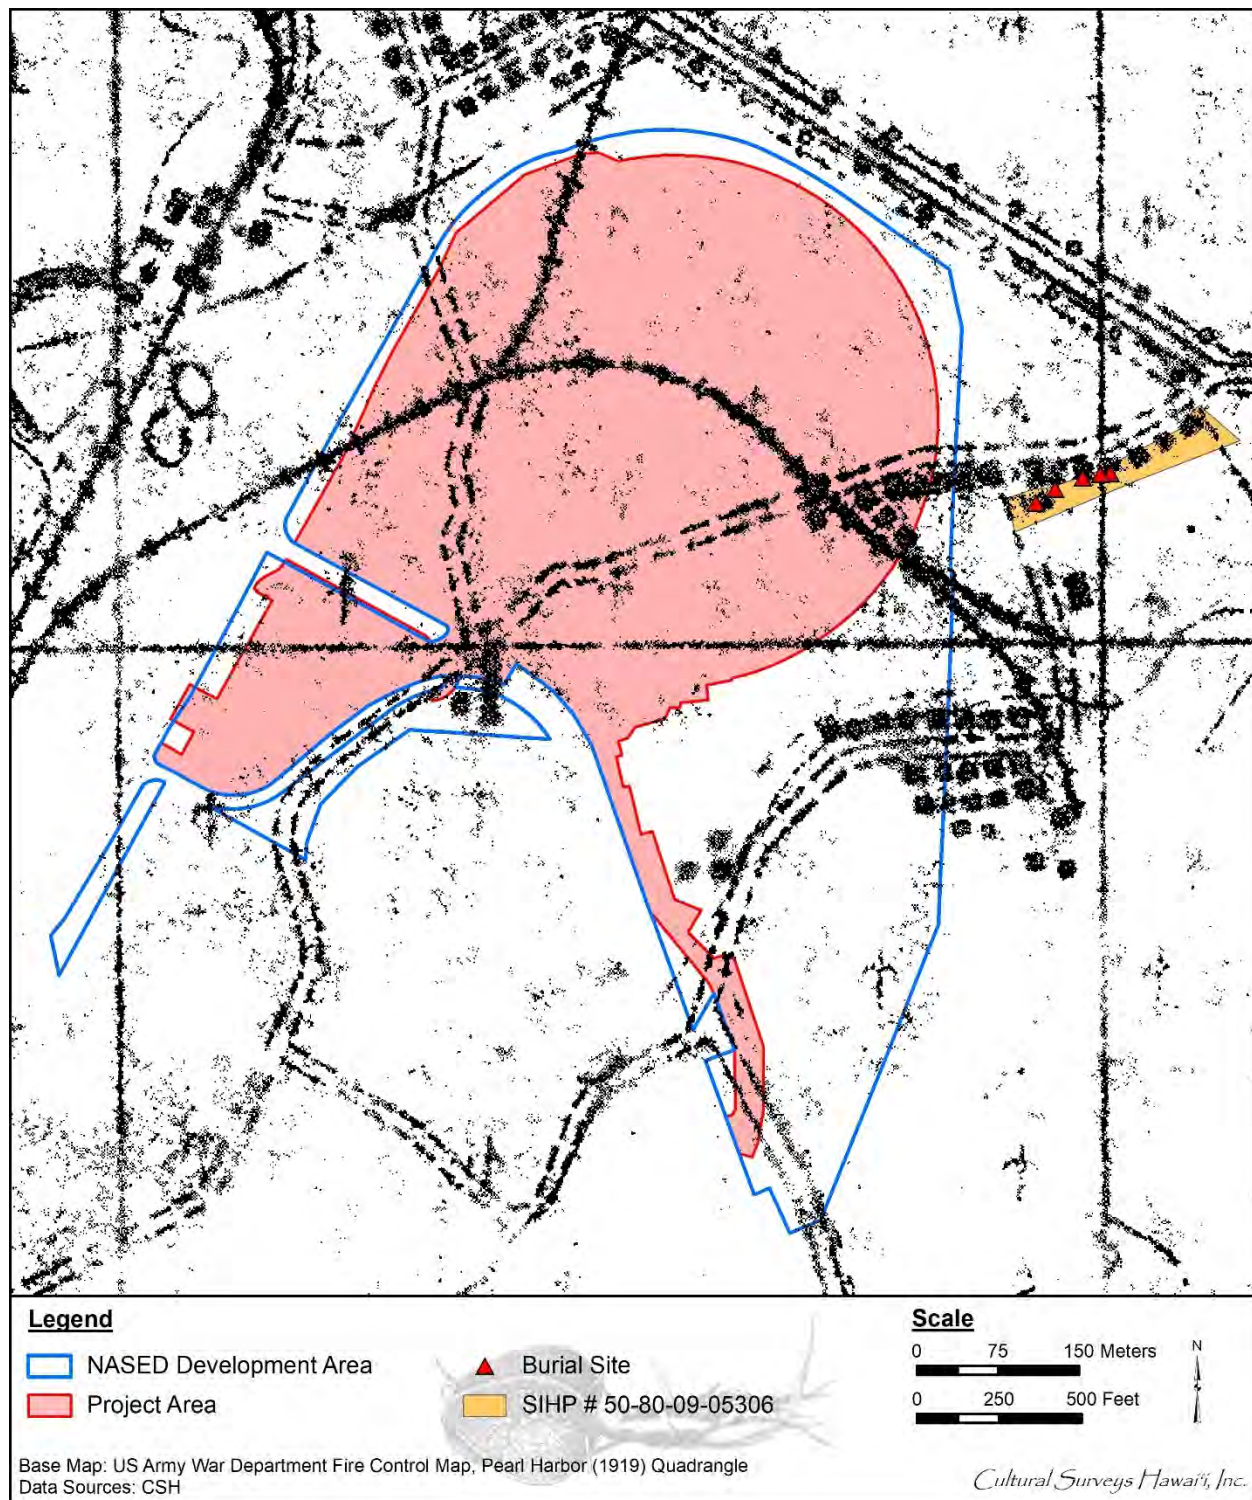 Legend
NASED Development Area
Project Area
Burial Site
SIHP # 50-80-09-05306
Scale
0 75 150 Meters
0 250 500 Feet
N
Base Map: US Army War Department Fire Control Map, Pearl Harbor (1919) Quadrangle
Data Sources: CSH
Cultural Surveys Hawai‘i, Inc.